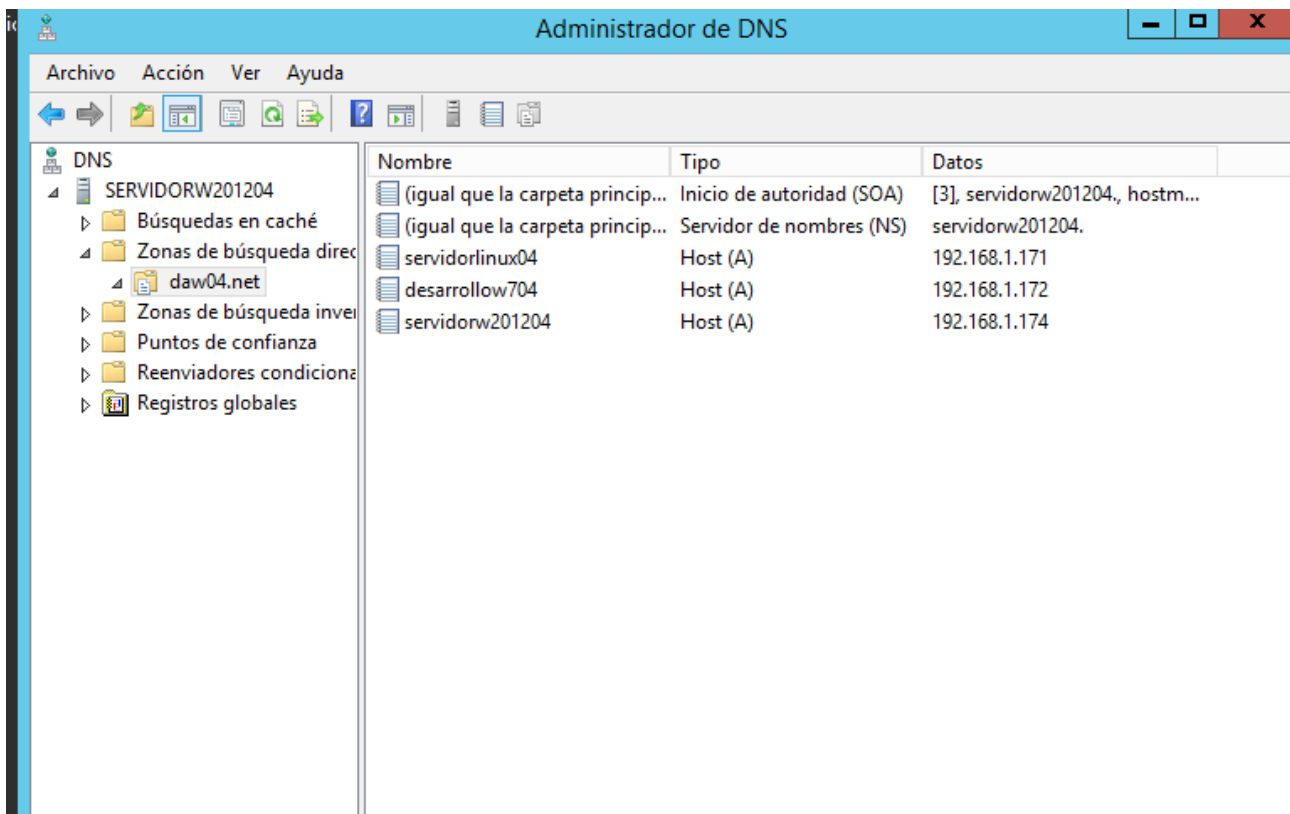 Administrador de DNS
Archivo Acción Ver Ayuda
DNS
SERVIDORW201204
Búsquedas en caché
Zonas de búsqueda direc
daw04.net
Zonas de búsqueda inver
Puntos de confianza
Reenviadores condiciona
Registros globales
Nombre Tipo Datos
(igual que la carpeta princip... Inicio de autoridad (SOA) [3], servidorw201204., hostm...
(igual que la carpeta princip... Servidor de nombres (NS) servidorw201204.
servidorlinux04 Host (A) 192.168.1.171
desarrollow704 Host (A) 192.168.1.172
servidorw201204 Host (A) 192.168.1.174